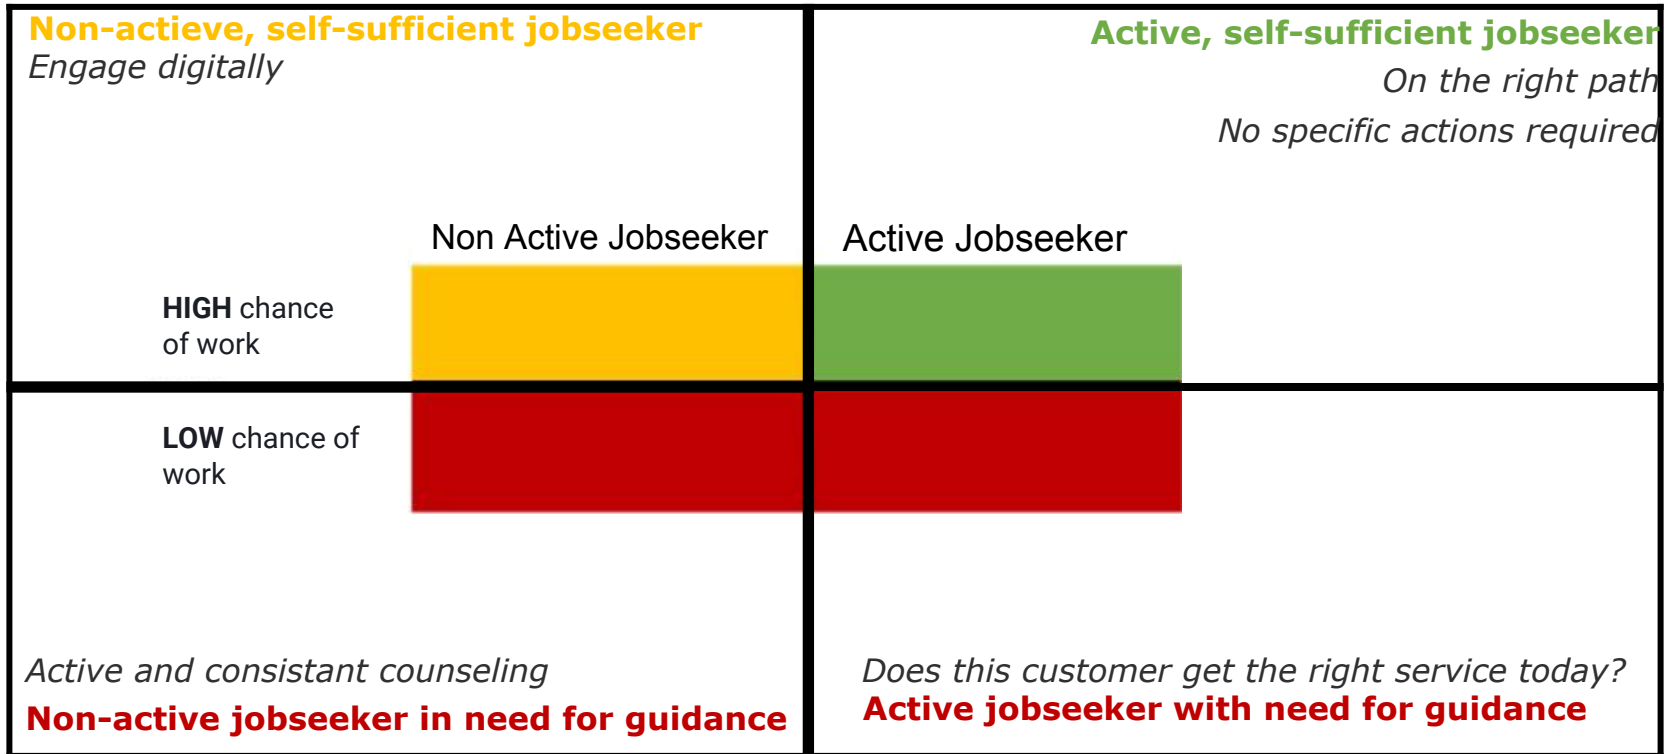 Non-actieve, self-sufficient jobseeker
Engage digitally
Active, self-sufficient jobseeker
On the right path
No specific actions required
Non Active Jobseeker
Active Jobseeker
HIGH chance
of work
LOW chance of
work
Active and consistant counseling
Non-active jobseeker in need for guidance
Does this customer get the right service today?
Active jobseeker with need for guidance